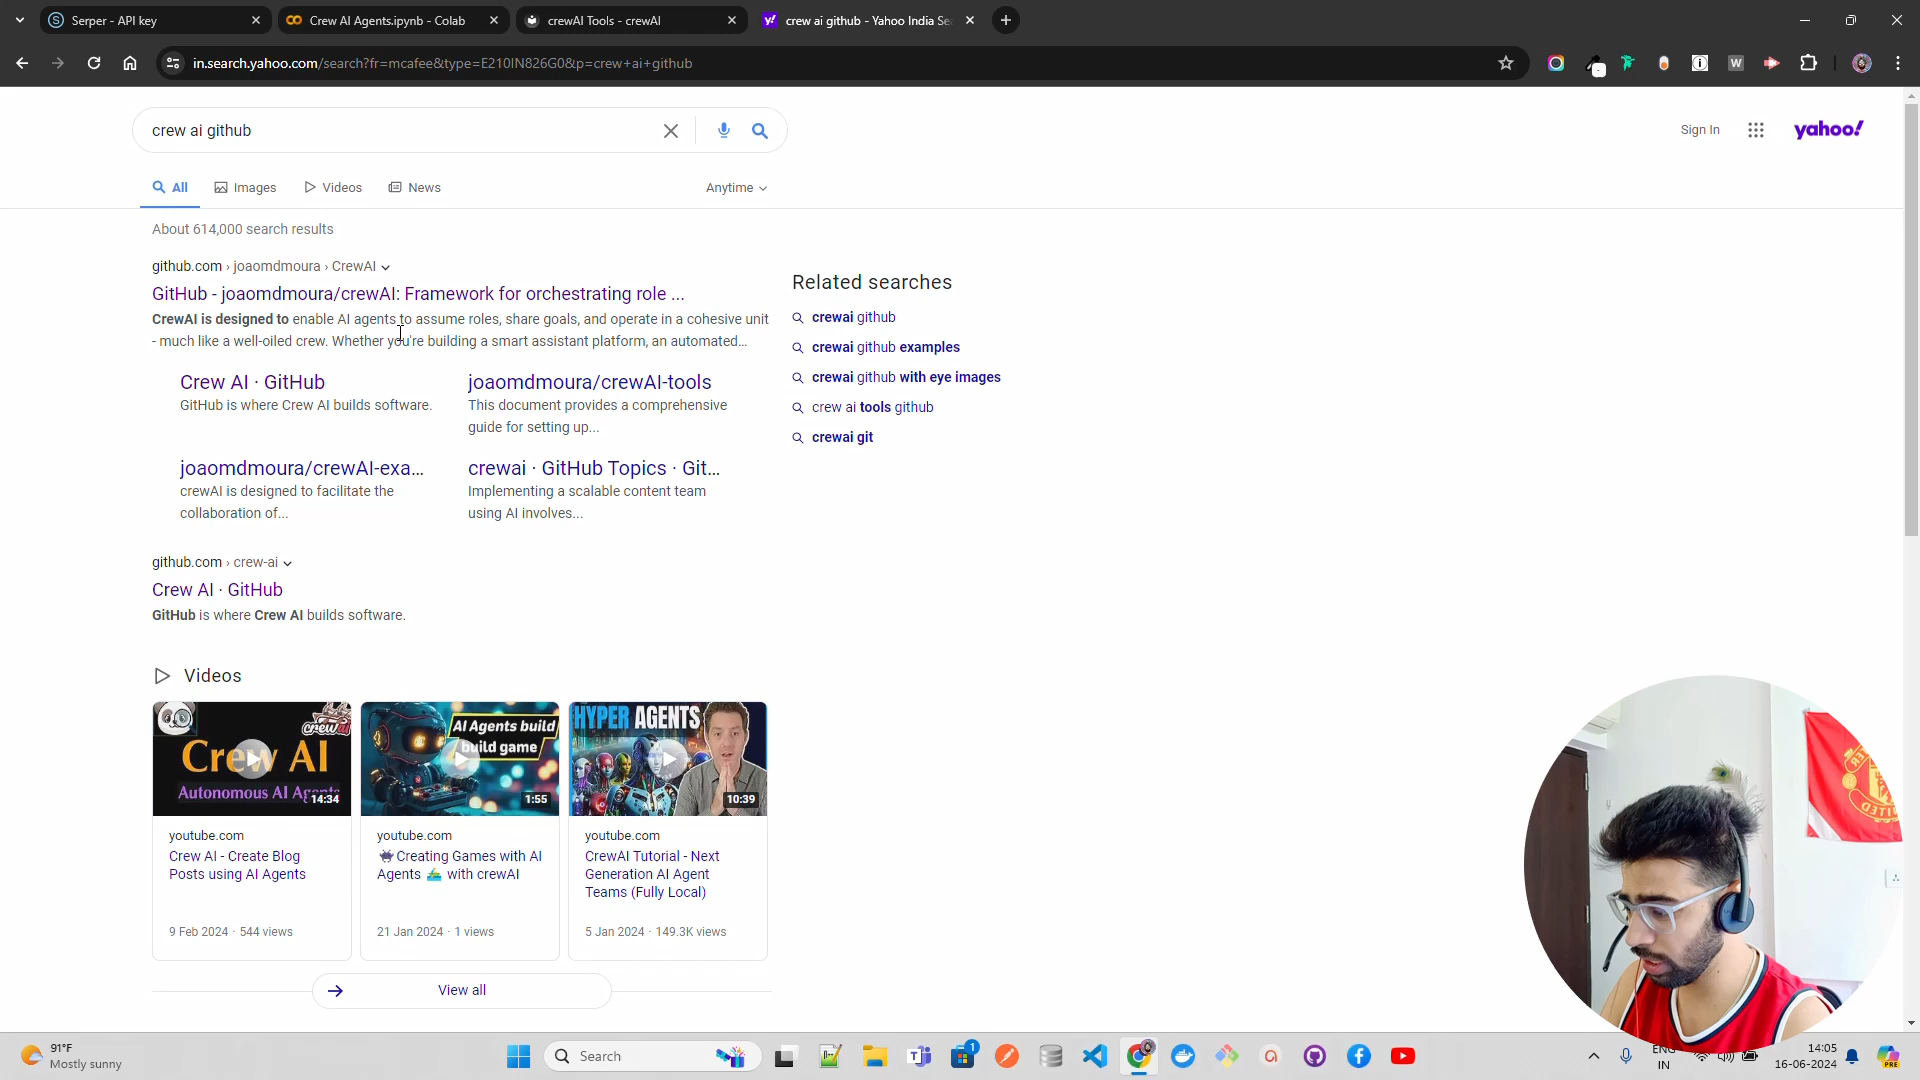 Serper - API key
Crew AI Agents.ipynb - Colab
crewAI Tools - crewAI
crew ai github - Yahoo India Se
in.search.yahoo.com/search?fr=mcafee&type=E210IN826G0&p=crew+ai+github
crew ai github
Sign In
yahoo!
All
Images
Videos
News
Anytime
About 614,000 search results
github.com › joaomdmoura › CrewAI
GitHub - joaomdmoura/crewAI: Framework for orchestrating role ...
CrewAI is designed to enable AI agents to assume roles, share goals, and operate in a cohesive unit
- much like a well-oiled crew. Whether you're building a smart assistant platform, an automated...
Crew AI · GitHub
GitHub is where Crew AI builds software.
joaomdmoura/crewAI-tools
This document provides a comprehensive
guide for setting up...
joaomdmoura/crewAI-exa...
crewAI is designed to facilitate the
collaboration of...
crewai · GitHub Topics · Git...
Implementing a scalable content team
using AI involves...
github.com › crew-ai
Crew AI · GitHub
GitHub is where Crew AI builds software.
Related searches
crewai github
crewai github examples
crewai github with eye images
crew ai tools github
crewai git
Videos
crewai
Crew AI
Autonomous AI Agents
14:34
youtube.com
Crew AI - Create Blog
Posts using AI Agents
9 Feb 2024 · 544 views
AI Agents build
build game
1:55
youtube.com
👾Creating Games with AI
Agents 🚣 with crewAI
21 Jan 2024 · 1 views
HYPER AGENTS
10:39
youtube.com
CrewAI Tutorial - Next
Generation AI Agent
Teams (Fully Local)
5 Jan 2024 · 149.3K views
View all
91°F
Mostly sunny
Search
1
ENG
IN
14:05
16-06-2024
PRE